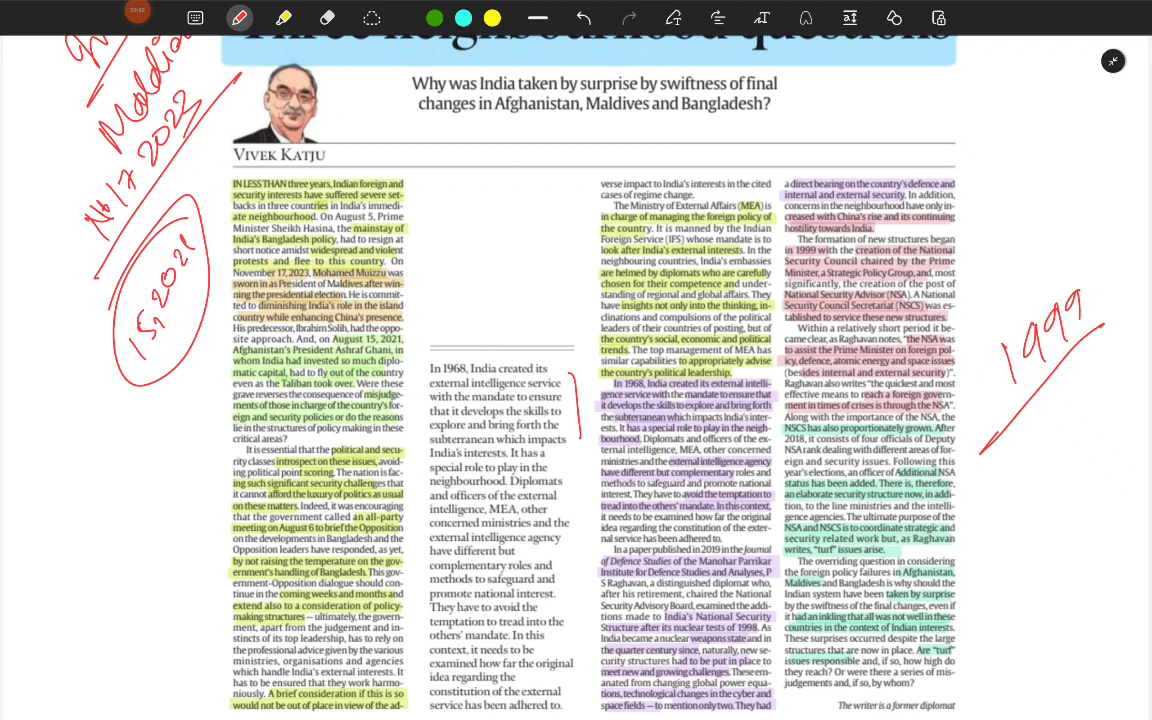 Three neighbourhood questions
Why was India taken by surprise by swiftness of final
changes in Afghanistan, Maldives and Bangladesh?
VIVEK KATJU
IN LESS THAN three years, Indian foreign and
security interests have suffered severe set-
backs in three countries in India's immedi-
ate neighbourhood. On August 5, Prime
Minister Sheikh Hasina, the mainstay of
India's Bangladesh policy, had to resign at
short notice amidst widespread and violent
protests and flee to this country. On
November 17, 2023, Mohamed Muizzu was
sworn in as President of Maldives after win-
ning the presidential election. He is commit-
ted to diminishing India's role in the island
country while enhancing China's presence.
His predecessor, Ibrahim Solih, had the oppo-
site approach. And, on August 15, 2021,
Afghanistan's President Ashraf Ghani, in
whom India had invested so much diplo-
matic capital, had to fly out of the country
even as the Taliban took over. Were these
grave reverses the consequence of misjudge-
ments of those in charge of the country's for-
eign and security policies or do the reasons
lie in the structures of policy making in these
critical areas?
It is essential that the political and secu-
rity classes introspect on these issues, avoid-
ing political point scoring. The nation is fac-
ing such significant security challenges that
it cannot afford the luxury of politics as usual
on these matters. Indeed, it was encouraging
that the government called an all-party
meeting on August 6 to brief the Opposition
on the developments in Bangladesh and the
Opposition leaders have responded, as yet,
by not raising the temperature on the gov-
ernment's handling of Bangladesh. This gov-
ernment-Opposition dialogue should con-
tinue in the coming weeks and months and
extend also to a consideration of policy-
making structures — ultimately, the govern-
ment, apart from the judgement and in-
stincts of its top leadership, has to rely on
the professional advice given by the various
ministries, organisations and agencies
which handle India's external interests. It
has to be ensured that they work harmo-
niously. A brief consideration if this is so
would not be out of place in view of the ad-
In 1968, India created its
external intelligence service
with the mandate to ensure
that it develops the skills to
explore and bring forth the
subterranean which impacts
India's interests. It has a
special role to play in the
neighbourhood. Diplomats
and officers of the external
intelligence, MEA, other
concerned ministries and the
external intelligence agency
have different but
complementary roles and
methods to safeguard and
promote national interest.
They have to avoid the
temptation to tread into the
others' mandate. In this
context, it needs to be
examined how far the original
idea regarding the
constitution of the external
service has been adhered to.
verse impact to India's interests in the cited
cases of regime change.
The Ministry of External Affairs (MEA) is
in charge of managing the foreign policy of
the country. It is manned by the Indian
Foreign Service (IFS) whose mandate is to
look after India's external interests. In the
neighbouring countries, India's embassies
are helmed by diplomats who are carefully
chosen for their competence and under-
standing of regional and global affairs. They
have insights not only into the thinking, in-
clinations and compulsions of the political
leaders of their countries of posting, but of
the country's social, economic and political
trends. The top management of MEA has
similar capabilities to appropriately advise
the country's political leadership.
In 1968, India created its external intelli-
gence service with the mandate to ensure that
it develops the skills to explore and bring forth
the subterranean which impacts India's inter-
ests. It has a special role to play in the neigh-
bourhood. Diplomats and officers of the ex-
ternal intelligence, MEA, other concerned
ministries and the external intelligence agency
have different but complementary roles and
methods to safeguard and promote national
interest. They have to avoid the temptation to
tread into the others' mandate. In this context,
it needs to be examined how far the original
idea regarding the constitution of the exter-
nal service has been adhered to.
In a paper published in 2019 in the Journal
of Defence Studies of the Manohar Parrikar
Institute for Defence Studies and Analyses, P
S Raghavan, a distinguished diplomat who,
after his retirement, chaired the National
Security Advisory Board, examined the addi-
tions made to India's National Security
Structure after its nuclear tests of 1998. As
India became a nuclear weapons state and in
the quarter century since, naturally, new se-
curity structures had to be put in place to
meet new and growing challenges. These em-
anated from changing global power equa-
tions, technological changes in the cyber and
space fields — to mention only two. They had
a direct bearing on the country's defence and
internal and external security. In addition,
concerns in the neighbourhood have only in-
creased with China's rise and its continuing
hostility towards India.
The formation of new structures began
in 1999 with the creation of the National
Security Council chaired by the Prime
Minister, a Strategic Policy Group, and, most
significantly, the creation of the post of
National Security Advisor (NSA). A National
Security Council Secretariat (NSCS) was es-
tablished to service these new structures.
Within a relatively short period it be-
came clear, as Raghavan notes, "the NSA was
to assist the Prime Minister on foreign pol-
icy, defence, atomic energy and space issues
(besides internal and external security)".
Raghavan also writes "the quickest and most
effective means to reach a foreign govern-
ment in times of crises is through the NSA".
Along with the importance of the NSA, the
NSCS has also proportionately grown. After
2018, it consists of four officials of Deputy
NSA rank dealing with different areas of for-
eign and security issues. Following this
year's elections, an officer of Additional NSA
status has been added. There is, therefore,
an elaborate security structure now, in addi-
tion, to the line ministries and the intelli-
gence agencies. The ultimate purpose of the
NSA and NSCS is to coordinate strategic and
security related work but, as Raghavan
writes, "turf" issues arise.
The overriding question in considering
the foreign policy failures in Afghanistan,
Maldives and Bangladesh is why should the
Indian system have been taken by surprise
by the swiftness of the final changes, even if
it had an inkling that all was not well in these
countries in the context of Indian interests.
These surprises occurred despite the large
structures that are now in place. Are "turf"
issues responsible and, if so, how high do
they reach? Or were there a series of mis-
judgements and, if so, by whom?
The writer is a former diplomat
15, 2021
1999